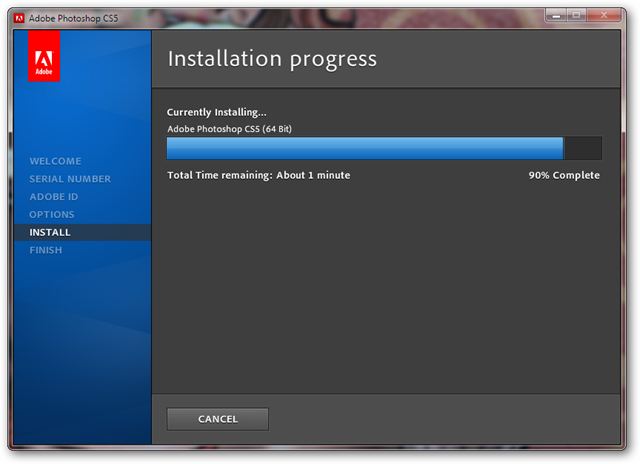 Adobe Photoshop CS5
Adobe
Installation progress
WELCOME
SERIAL NUMBER
ADOBE ID
OPTIONS
INSTALL
FINISH
Currently Installing...
Adobe Photoshop CS5 (64 Bit)
Total Time remaining: About 1 minute
90% Complete
CANCEL